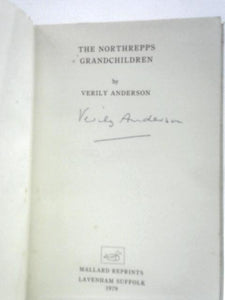 THE NORTHREPPS
GRANDCHILDREN
by
VERILY ANDERSON
Verily Anderson
MALLARD REPRINTS
LAVENHAM SUFFOLK
1979